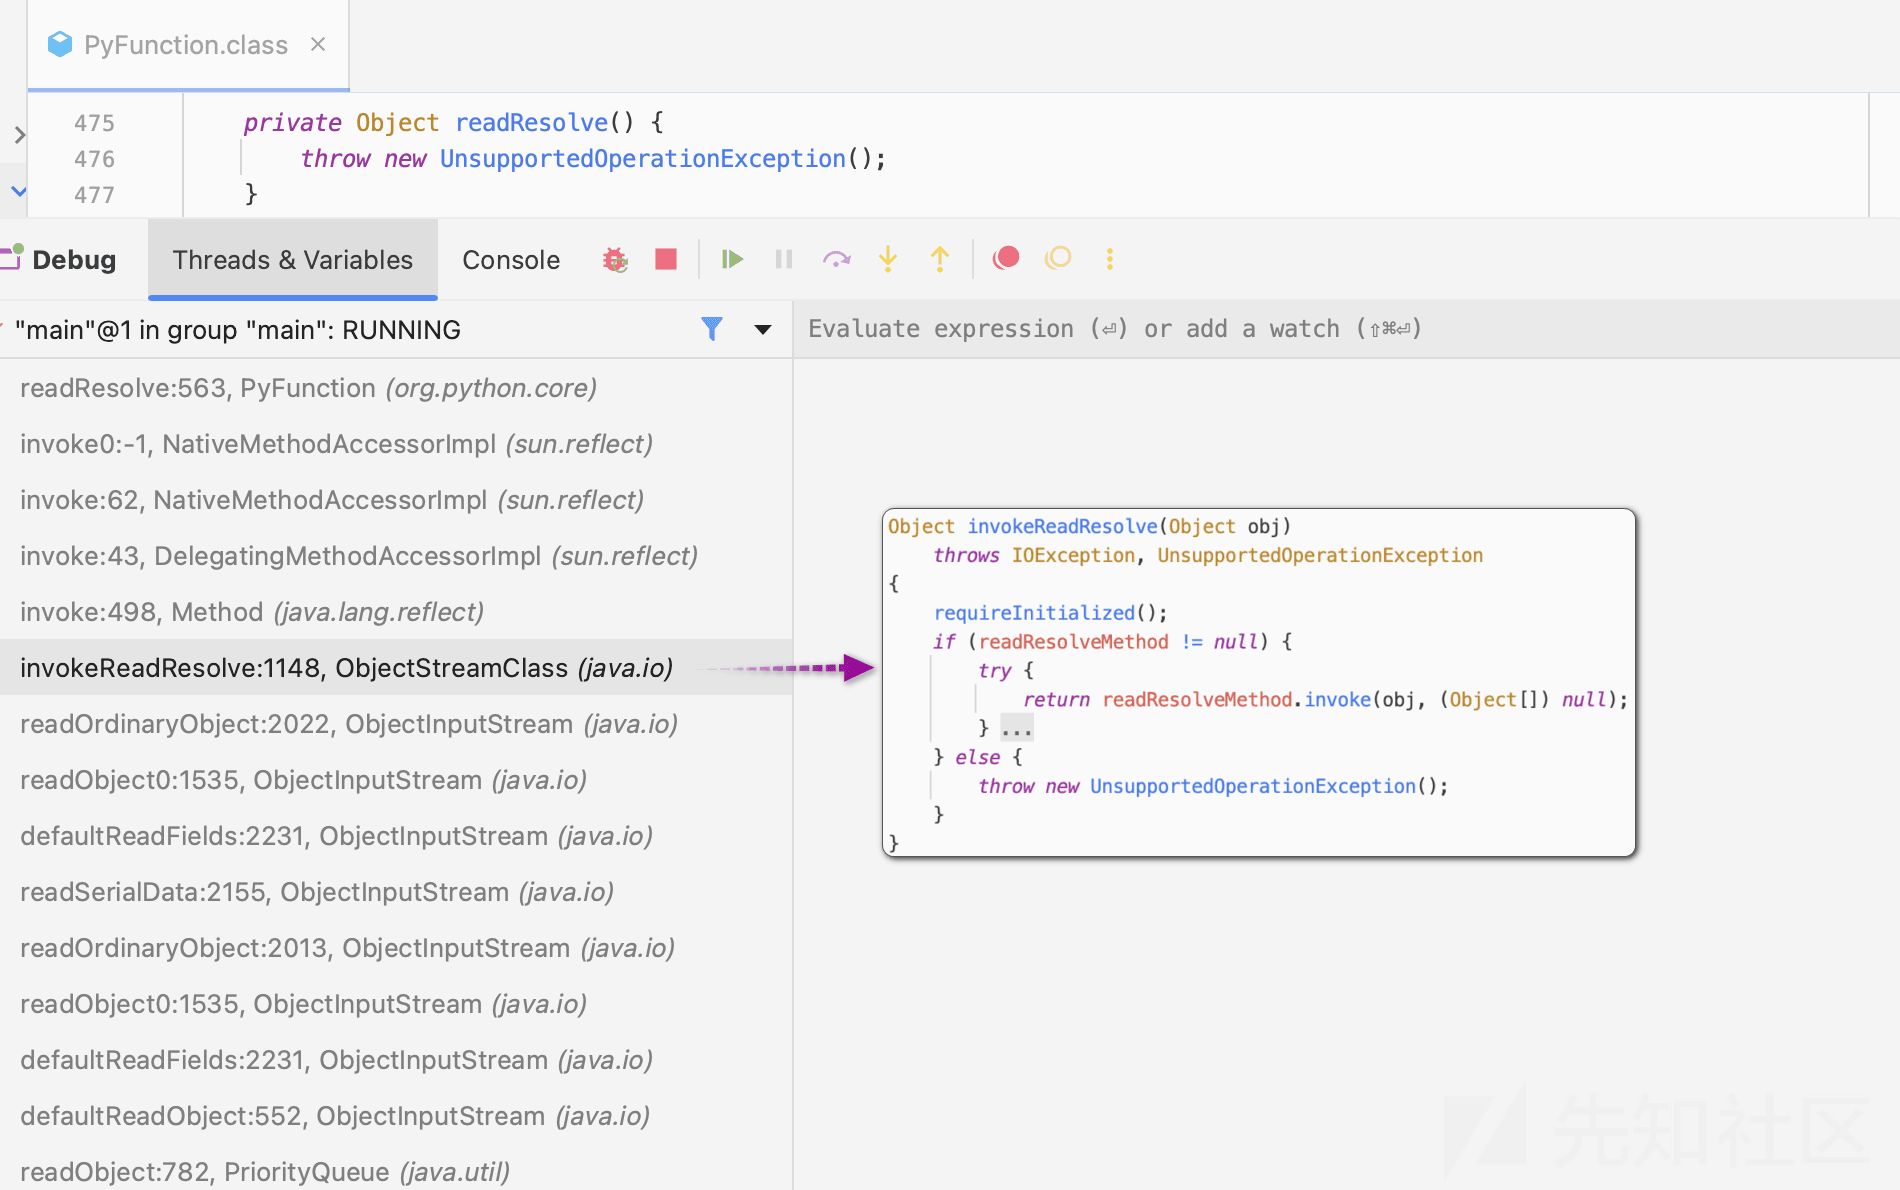 PyFunction.class
475 private Object readResolve() {
476 throw new UnsupportedOperationException();
477 }
Debug Threads & Variables Console
"main"@1 in group "main": RUNNING
Evaluate expression (⏎) or add a watch (⇧⌘⏎)
readResolve:563, PyFunction (org.python.core)
invoke0:-1, NativeMethodAccessorImpl (sun.reflect)
invoke:62, NativeMethodAccessorImpl (sun.reflect)
invoke:43, DelegatingMethodAccessorImpl (sun.reflect)
invoke:498, Method (java.lang.reflect)
invokeReadResolve:1148, ObjectStreamClass (java.io)
readOrdinaryObject:2022, ObjectInputStream (java.io)
readObject0:1535, ObjectInputStream (java.io)
defaultReadFields:2231, ObjectInputStream (java.io)
readSerialData:2155, ObjectInputStream (java.io)
readOrdinaryObject:2013, ObjectInputStream (java.io)
readObject0:1535, ObjectInputStream (java.io)
defaultReadFields:2231, ObjectInputStream (java.io)
defaultReadObject:552, ObjectInputStream (java.io)
readObject:782, PriorityQueue (java.util)
Object invokeReadResolve(Object obj)
throws IOException, UnsupportedOperationException
{
requireInitialized();
if (readResolveMethod != null) {
try {
return readResolveMethod.invoke(obj, (Object[]) null);
} ...
} else {
throw new UnsupportedOperationException();
}
}
先知社区